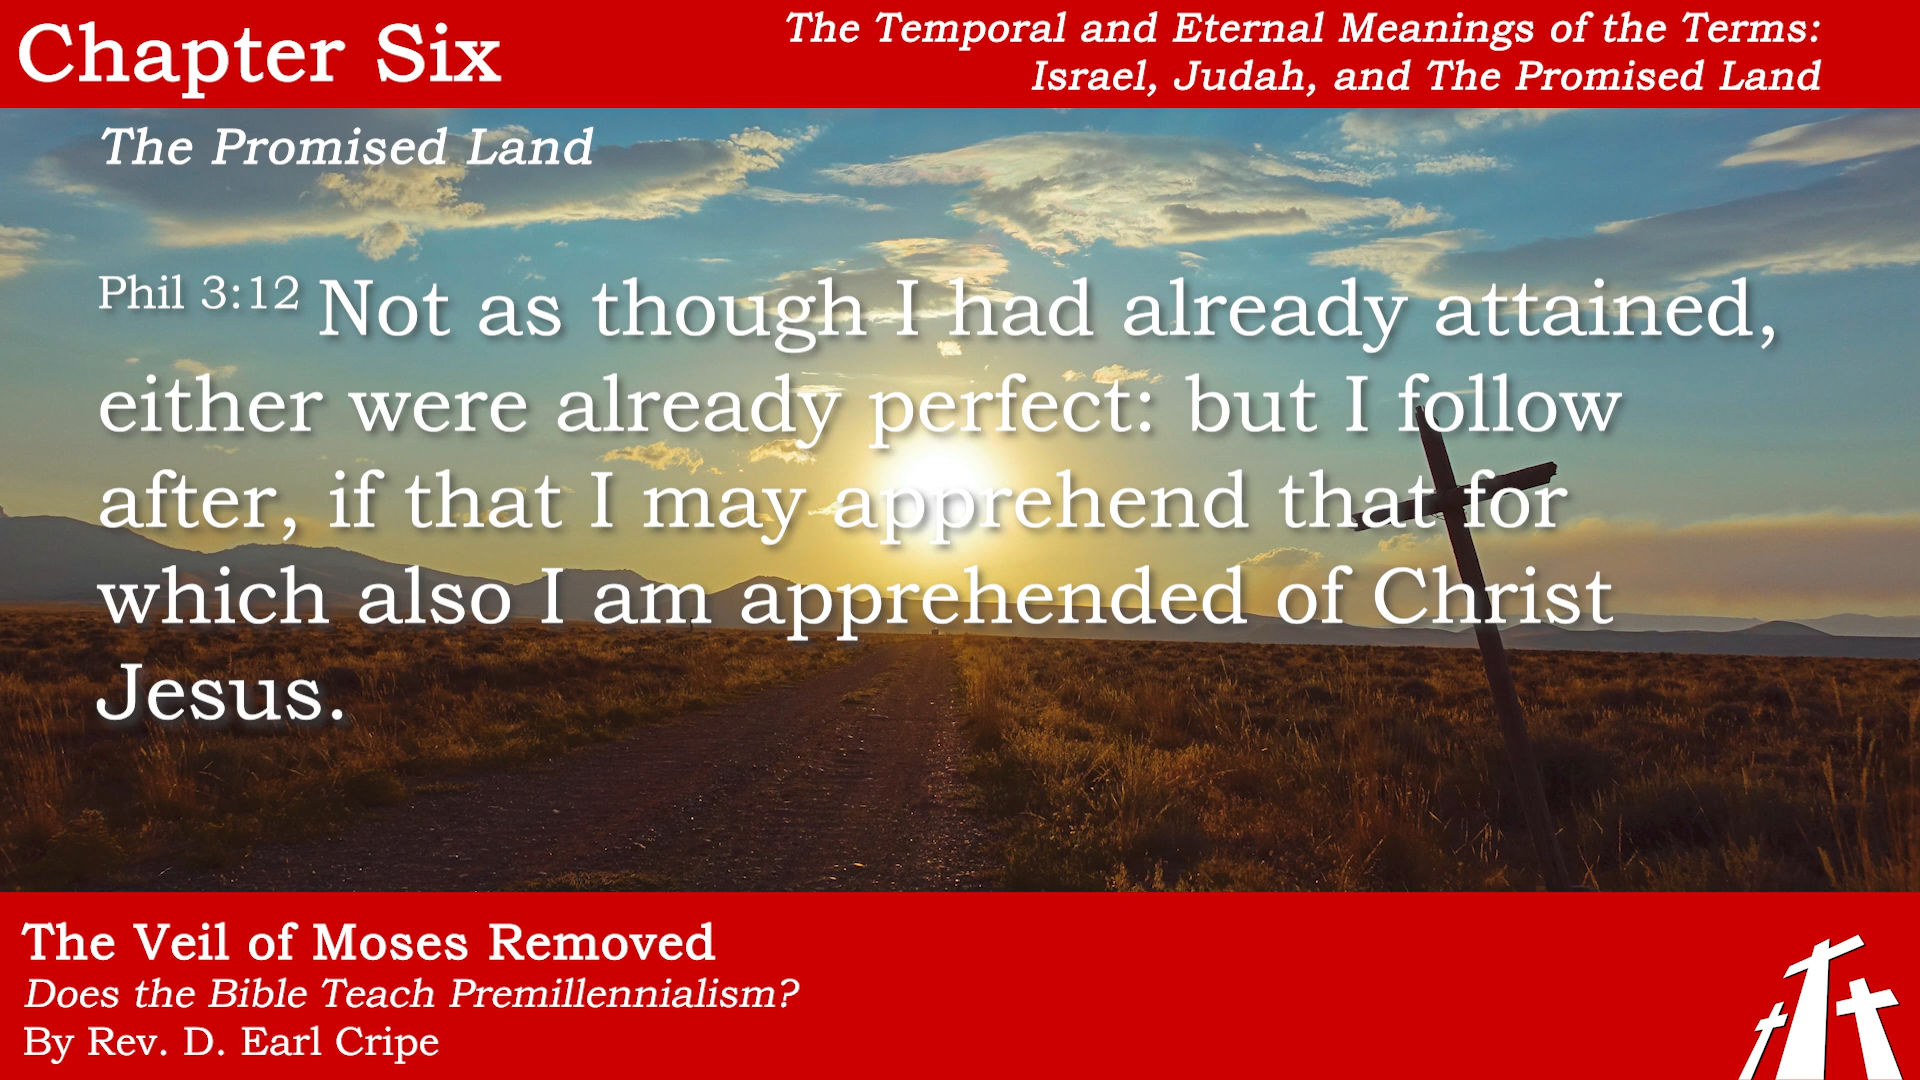 Chapter Six
The Temporal and Eternal Meanings of the Terms:
Israel, Judah, and The Promised Land
The Promised Land
Phil 3:12 Not as though I had already attained,
either were already perfect: but I follow
after, if that I may apprehend that for
which also I am apprehended of Christ
Jesus.
The Veil of Moses Removed
Does the Bible Teach Premillennialism?
By Rev. D. Earl Cripe